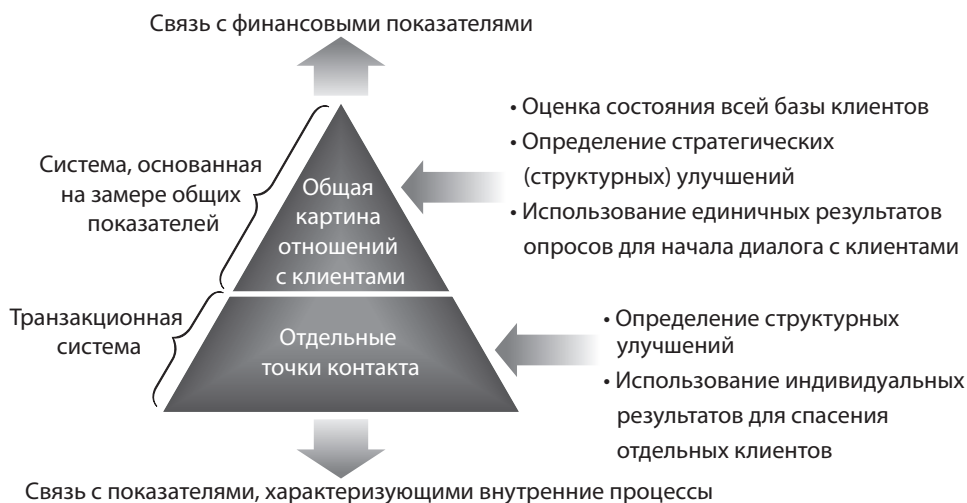 Связь с финансовыми показателями
Система, основанная
на замере общих
показателей
Общая
картина
отношений
с клиентами
• Оценка состояния всей базы клиентов
• Определение стратегических
(структурных) улучшений
• Использование единичных результатов
опросов для начала диалога с клиентами
Транзакционная
система
Отдельные
точки контакта
• Определение структурных
улучшений
• Использование индивидуальных
результатов для спасения
отдельных клиентов
Связь с показателями, характеризующими внутренние процессы